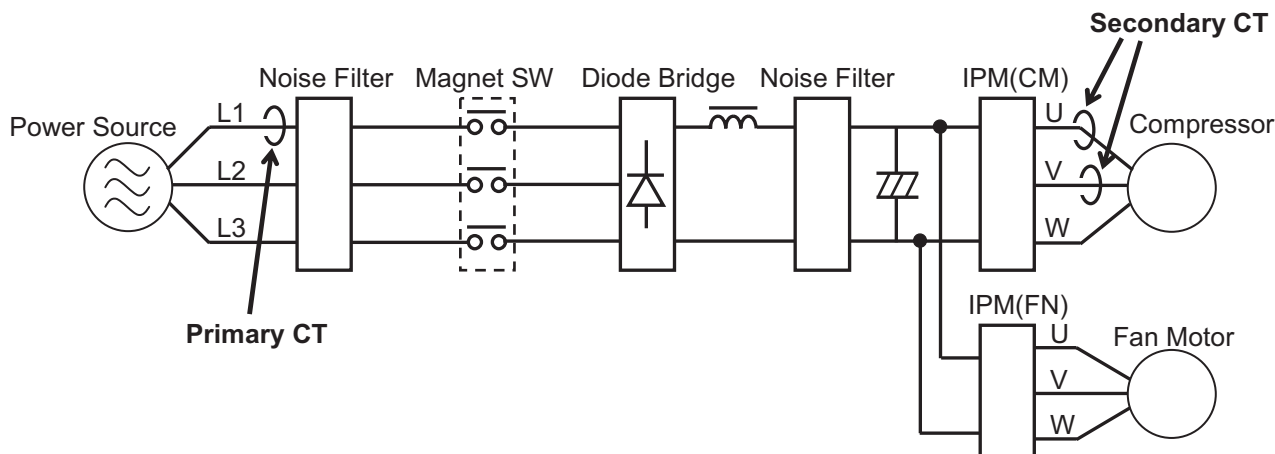 Secondary CT
Noise Filter
Magnet SW
Diode Bridge
Noise Filter
IPM(CM)
Power Source
L1
L2
L3
U
V
W
Compressor
Primary CT
IPM(FN)
U
V
W
Fan Motor